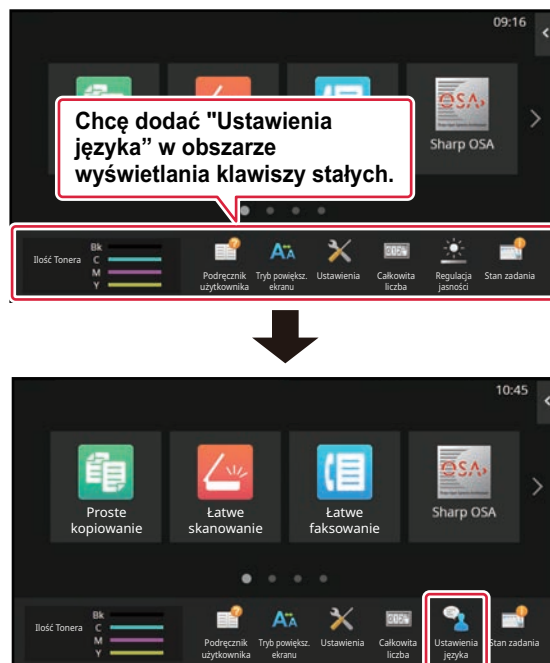 09:16
Chcę dodać "Ustawienia
języka” w obszarze
wyświetlania klawiszy stałych.
OSA
Sharp OSA
Ilość Tonera
Bk
C
M
Y
Podręcznik
użytkownika
Tryb powiększ.
ekranu
Ustawienia
Całkowita
liczba
Regulacja
jasności
Stan zadania
10:45
Proste
kopiowanie
Łatwe
skanowanie
Łatwe
faksowanie
OSA
Sharp OSA
Ilość Tonera
Bk
C
M
Y
Podręcznik
użytkownika
Tryb powiększ.
ekranu
Ustawienia
Całkowita
liczba
Ustawienia
języka
Stan zadania